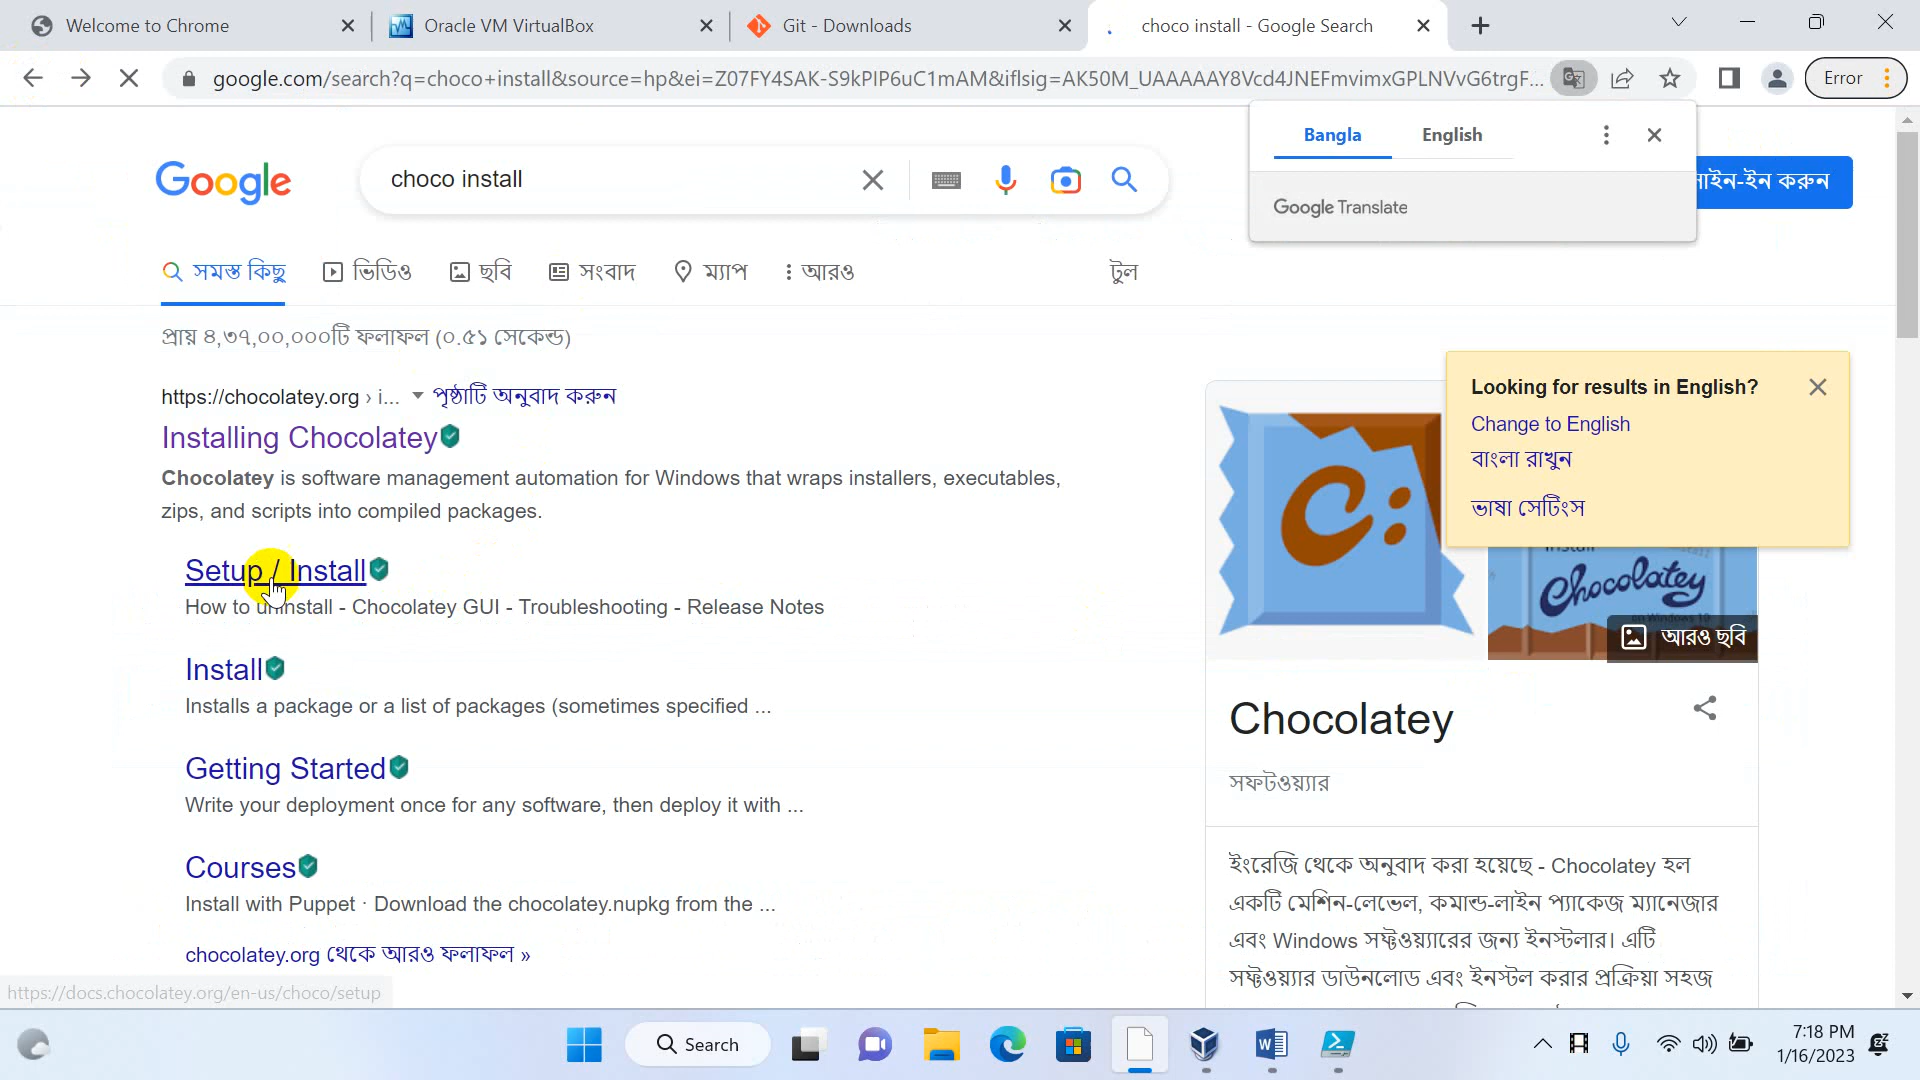 Welcome to Chrome
Oracle VM VirtualBox
Git - Downloads
choco install - Google Search
google.com/search?q=choco+install&source=hp&ei=Z07FY4SAK-S9kPIP6uC1mAM&iflsig=AK50M_UAAAAAY8Vcd4JNEFmvimxGPLNVvG6trgF...
Error
Bangla English
Google Translate
Google
choco install
সাইন-ইন করুন
সমস্ত কিছু ভিডিও ছবি সংবাদ ম্যাপ আরও টুল
প্রায় ৪,৩৭,০০,০০০টি ফলাফল (০.৫১ সেকেন্ড)
https://chocolatey.org › i... পৃষ্ঠাটি অনুবাদ করুন
Installing Chocolatey
Chocolatey is software management automation for Windows that wraps installers, executables,
zips, and scripts into compiled packages.
Setup / Install
How to uninstall - Chocolatey GUI - Troubleshooting - Release Notes
Install
Installs a package or a list of packages (sometimes specified ...
Getting Started
Write your deployment once for any software, then deploy it with ...
Courses
Install with Puppet · Download the chocolatey.nupkg from the ...
chocolatey.org থেকে আরও ফলাফল »
https://docs.chocolatey.org/en-us/choco/setup
Looking for results in English?
Change to English
বাংলা রাখুন
ভাষা সেটিংস
Chocolatey
on Windows 10
আরও ছবি
Chocolatey
সফটওয়্যার
ইংরেজি থেকে অনুবাদ করা হয়েছে - Chocolatey হল
একটি মেশিন-লেভেল, কমান্ড-লাইন প্যাকেজ ম্যানেজার
এবং Windows সফ্টওয়্যারের জন্য ইনস্টলার। এটি
সফ্টওয়্যার ডাউনলোড এবং ইনস্টল করার প্রক্রিয়া সহজ
Search
7:18 PM
1/16/2023